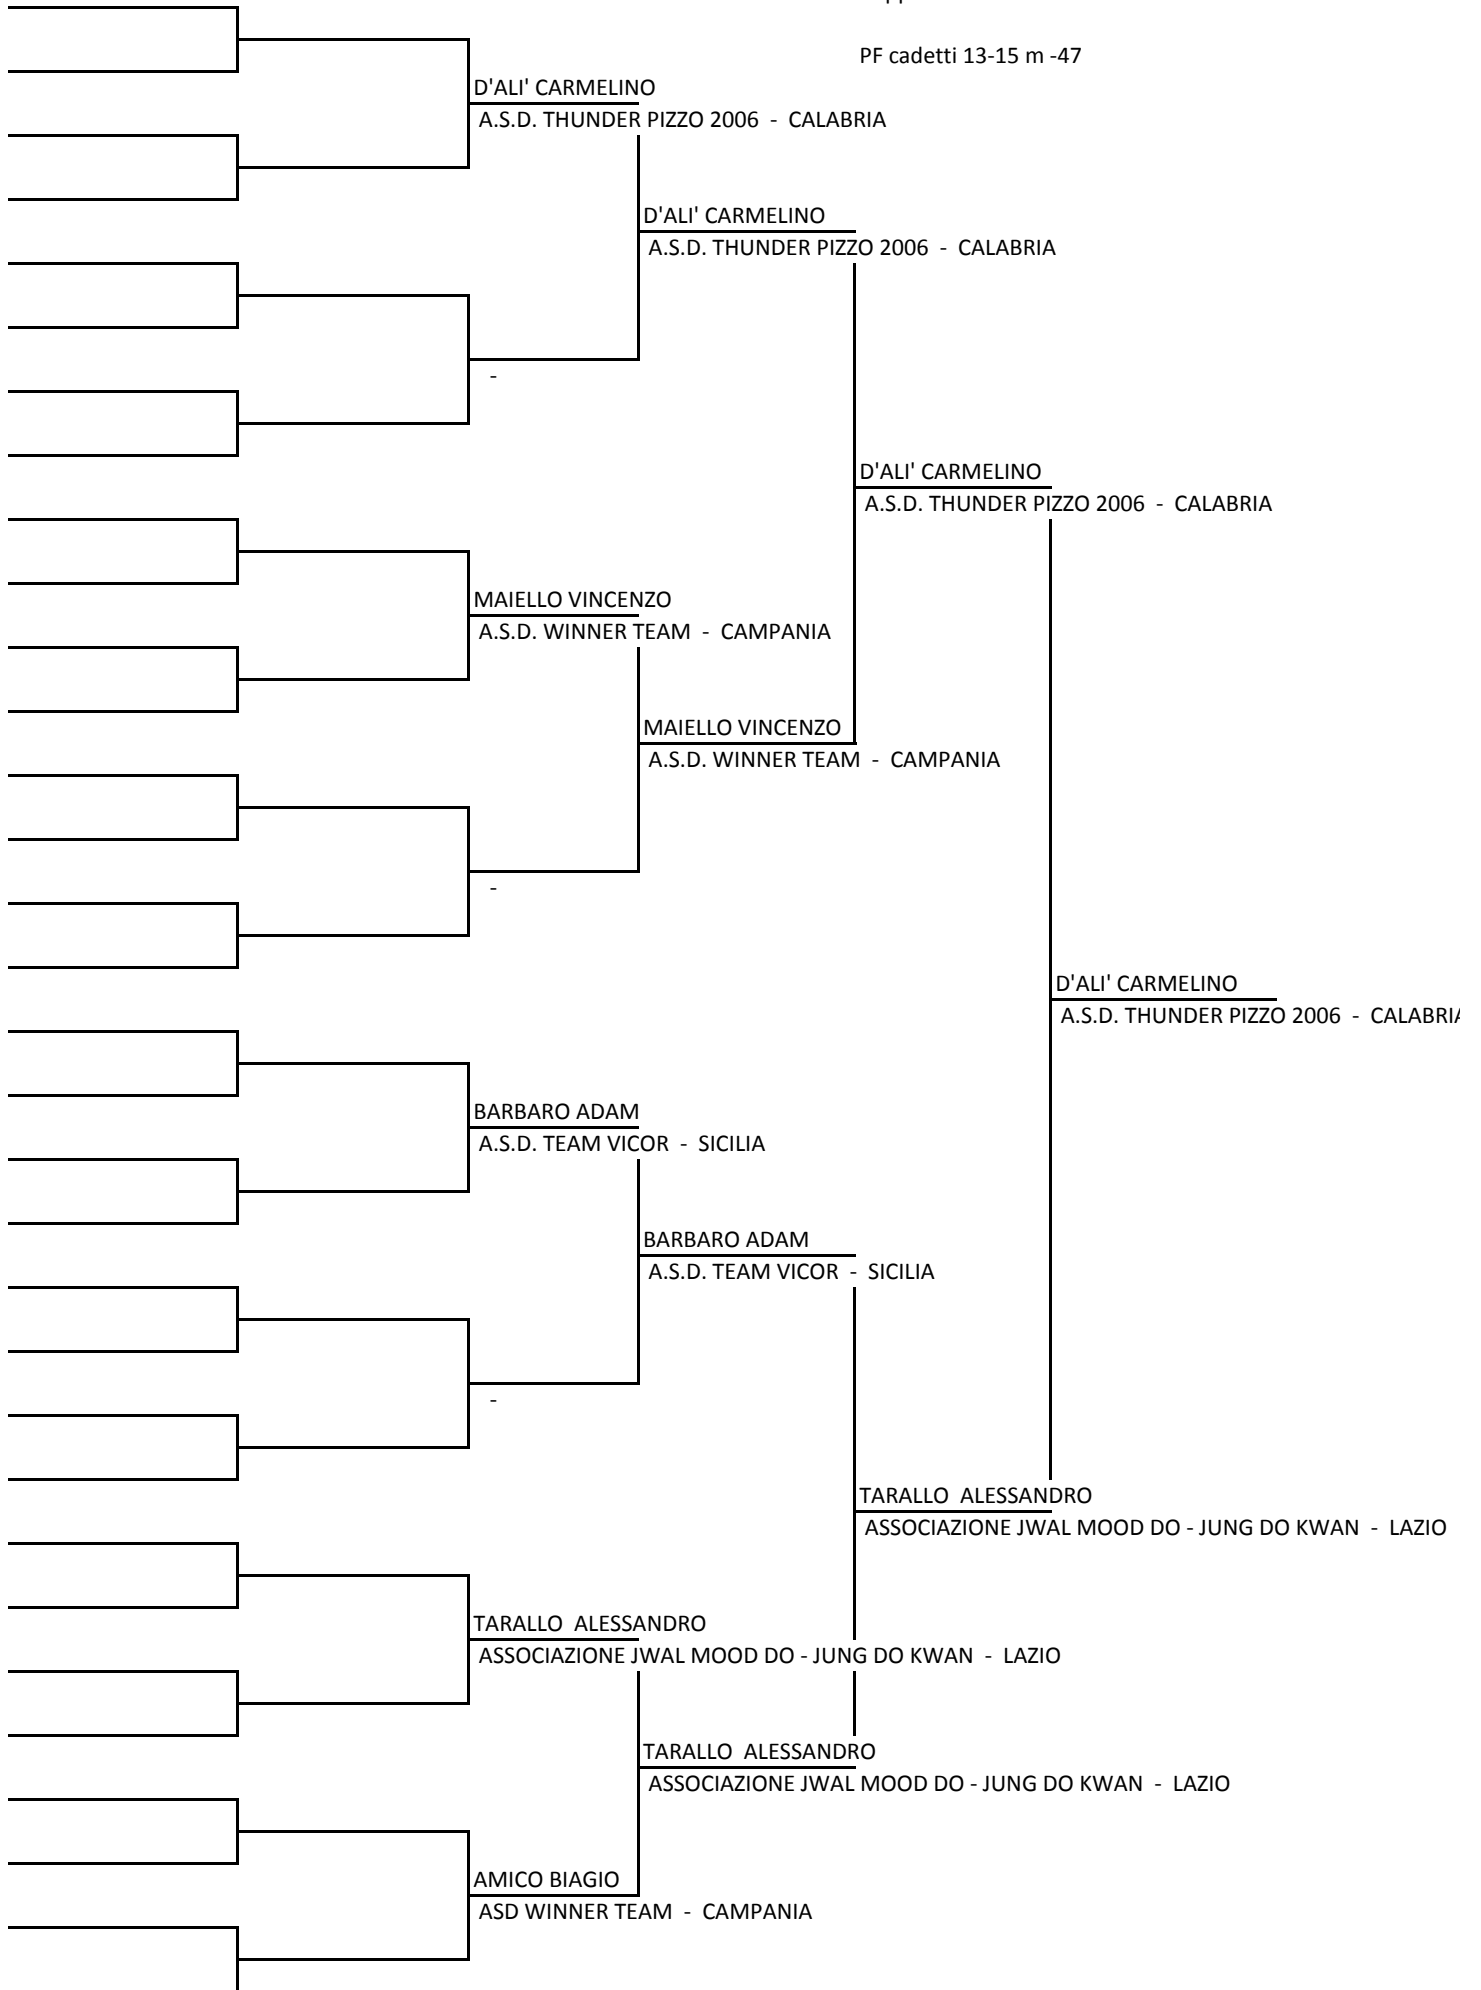 PF cadetti 13-15 m -47
D'ALI' CARMELINO
A.S.D. THUNDER PIZZO 2006 - CALABRIA
D'ALI' CARMELINO
A.S.D. THUNDER PIZZO 2006 - CALABRIA
-
D'ALI' CARMELINO
A.S.D. THUNDER PIZZO 2006 - CALABRIA
MAIELLO VINCENZO
A.S.D. WINNER TEAM - CAMPANIA
MAIELLO VINCENZO
A.S.D. WINNER TEAM - CAMPANIA
-
D'ALI' CARMELINO
A.S.D. THUNDER PIZZO 2006 - CALABRIA
BARBARO ADAM
A.S.D. TEAM VICOR - SICILIA
BARBARO ADAM
A.S.D. TEAM VICOR - SICILIA
-
TARALLO ALESSANDRO
ASSOCIAZIONE JWAL MOOD DO - JUNG DO KWAN - LAZIO
TARALLO ALESSANDRO
ASSOCIAZIONE JWAL MOOD DO - JUNG DO KWAN - LAZIO
TARALLO ALESSANDRO
ASSOCIAZIONE JWAL MOOD DO - JUNG DO KWAN - LAZIO
AMICO BIAGIO
ASD WINNER TEAM - CAMPANIA